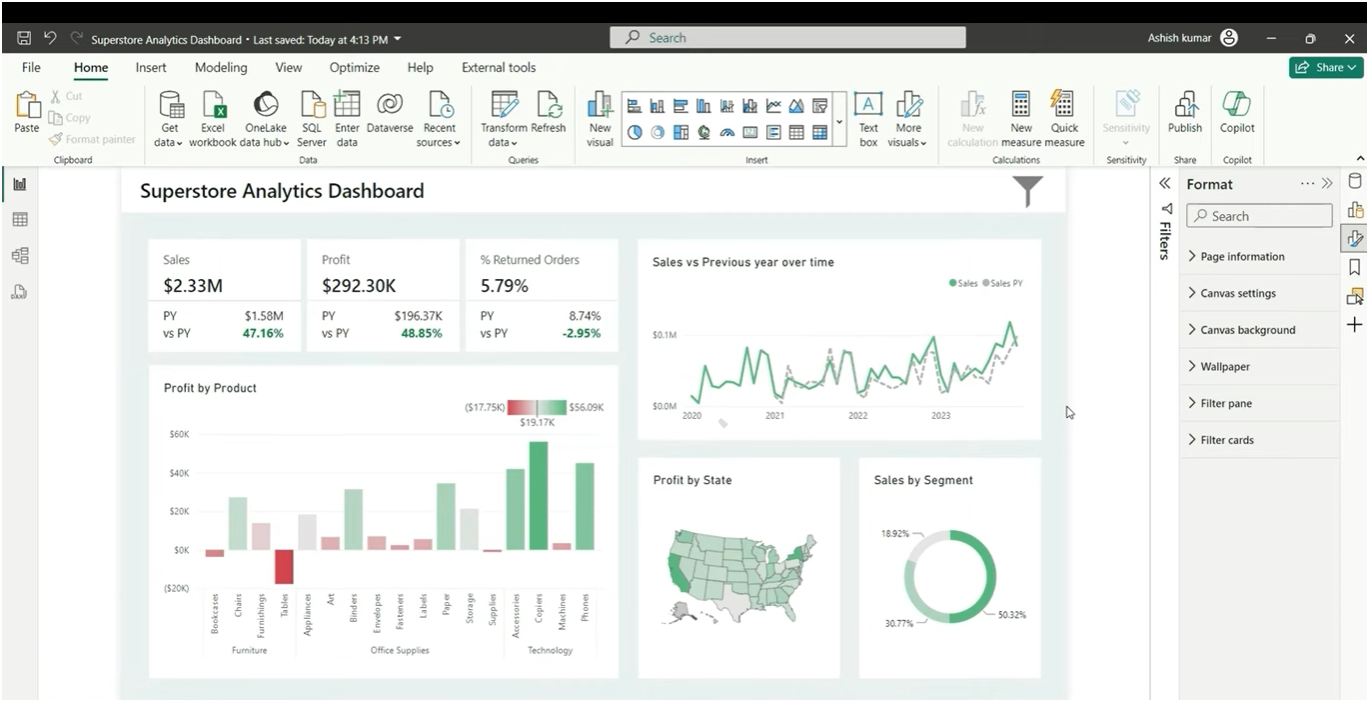 Superstore Analytics Dashboard • Last saved: Today at 4:13 PM
Search
Ashish kumar
File Home Insert Modeling View Optimize Help External tools
Share
Paste
Cut
Copy
Format painter
Clipboard
Get data
Excel workbook
OneLake data hub
SQL Server
Enter data
Dataverse
Recent sources
Data
Transform data
Refresh
Queries
New visual
A
Text box
More visuals
Insert
New calculation
New measure
Quick measure
Calculations
Sensitivity
Sensitivity
Publish
Share
Copilot
Copilot
Superstore Analytics Dashboard
Sales
$2.33M
PY $1.58M
vs PY 47.16%
Profit
$292.30K
PY $196.37K
vs PY 48.85%
% Returned Orders
5.79%
PY 8.74%
vs PY -2.95%
Sales vs Previous year over time
Sales Sales PY
$0.1M
$0.0M
2020 2021 2022 2023
Profit by Product
($17.75K) $56.09K
$19.17K
$60K
$40K
$20K
$0K
($20K)
Bookcases Chairs Furnishings Tables Appliances Art Binders Envelopes Fasteners Labels Paper Storage Supplies Accessories Copiers Machines Phones
Furniture Office Supplies Technology
Profit by State
Sales by Segment
18.92%
30.77%
50.32%
Filters
Format
Search
Page information
Canvas settings
Canvas background
Wallpaper
Filter pane
Filter cards